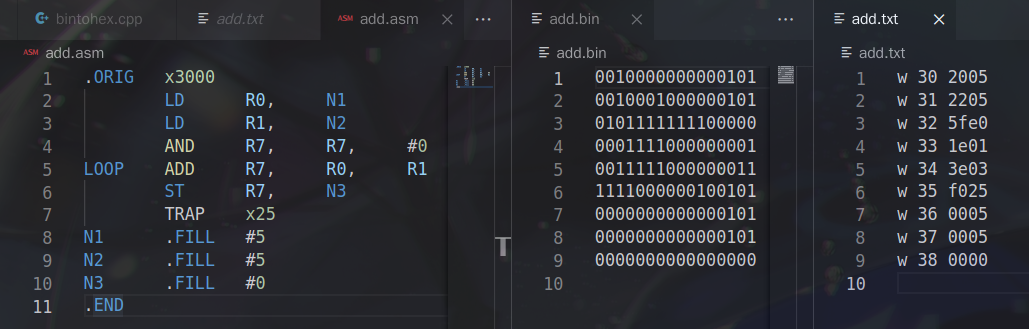 bintohex.cpp add.txt ASM add.asm × ...
ASM add.asm
1 .ORIG x3000
2 LD R0, N1
3 LD R1, N2
4 AND R7, R7, #0
5 LOOP ADD R7, R0, R1
6 ST R7, N3
7 TRAP x25
8 N1 .FILL #5
9 N2 .FILL #5
10 N3 .FILL #0
11 .END
T
add.bin × ...
add.bin
1 0010000000000101
2 0010001000000101
3 0101111111100000
4 0001111000000001
5 0011111000000011
6 1111000000100101
7 0000000000000101
8 0000000000000101
9 0000000000000000
10
add.txt ×
add.txt
1 w 30 2005
2 w 31 2205
3 w 32 5fe0
4 w 33 1e01
5 w 34 3e03
6 w 35 f025
7 w 36 0005
8 w 37 0005
9 w 38 0000
10